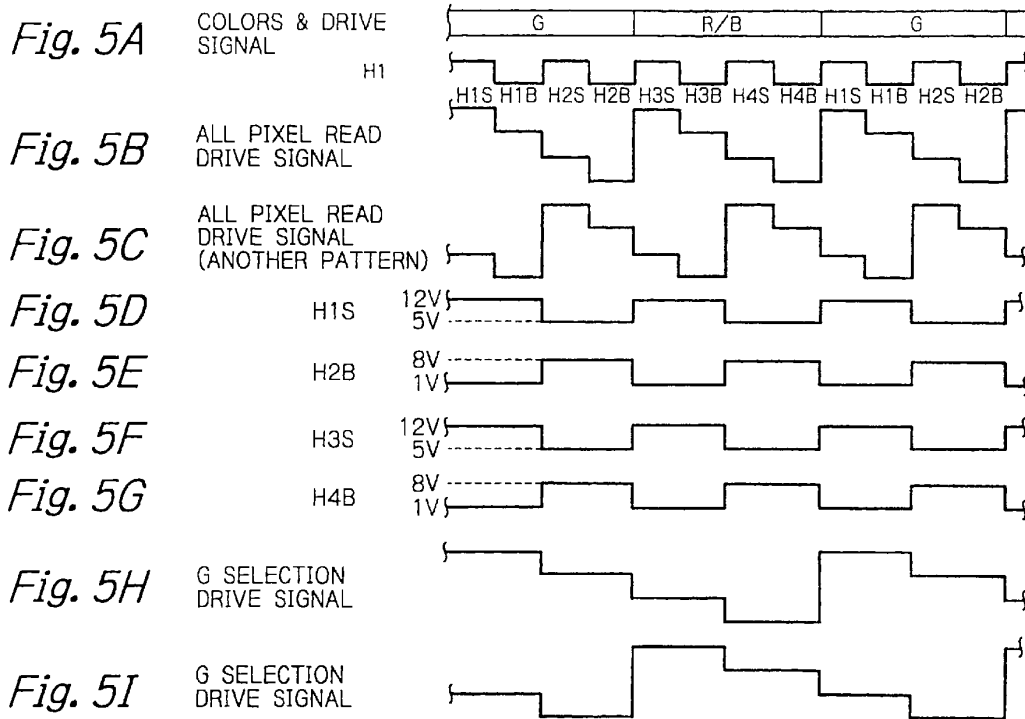 Fig. 5A
COLORS & DRIVE
SIGNAL
G R/B G
H1
H1S H1B H2S H2B H3S H3B H4S H4B H1S H1B H2S H2B
Fig. 5B
ALL PIXEL READ
DRIVE SIGNAL
Fig. 5C
ALL PIXEL READ
DRIVE SIGNAL
(ANOTHER PATTERN)
Fig. 5D
H1S
12V
5V
Fig. 5E
H2B
8V
1V
Fig. 5F
H3S
12V
5V
Fig. 5G
H4B
8V
1V
Fig. 5H
G SELECTION
DRIVE SIGNAL
Fig. 5I
G SELECTION
DRIVE SIGNAL